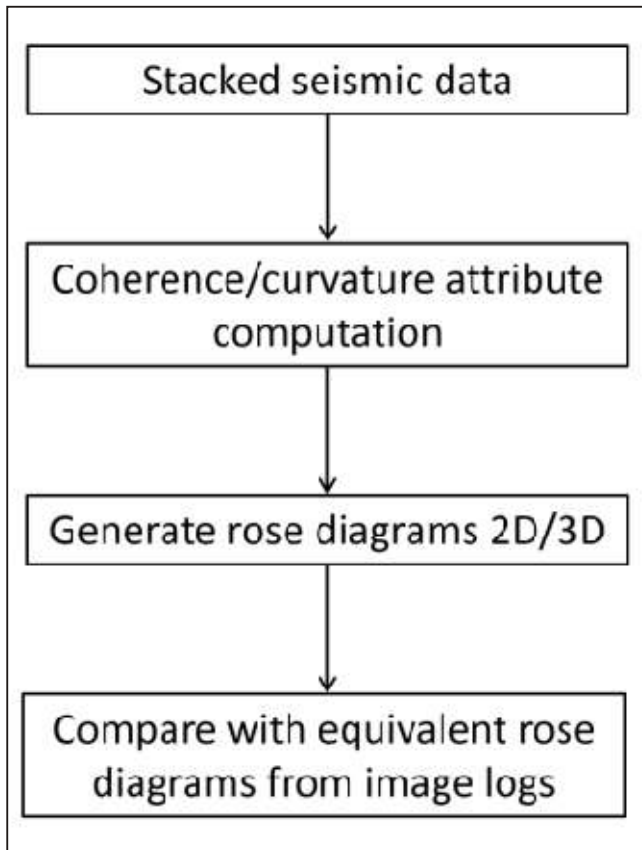 Stacked seismic data
Coherence/curvature attribute
computation
Generate rose diagrams 2D/3D
Compare with equivalent rose
diagrams from image logs